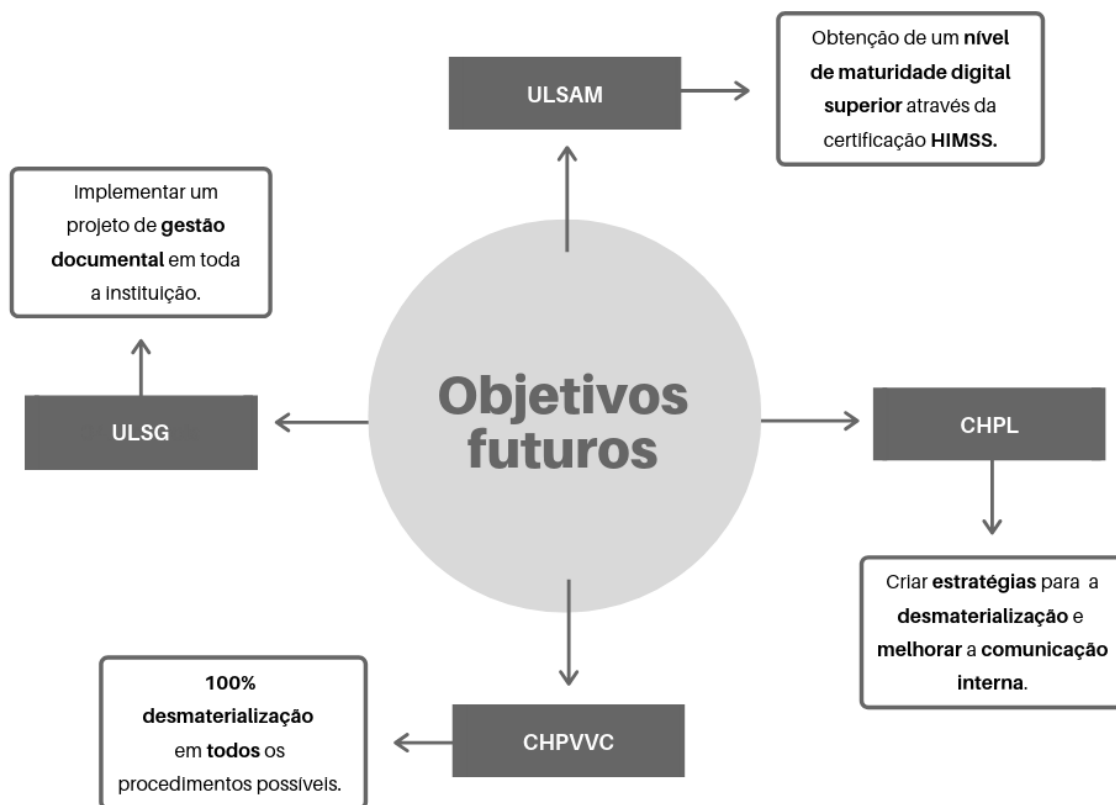 Objetivos
futuros
ULSAM
Obtenção de um nível
de maturidade digital
superior através da
certificação HIMSS.
CHPL
Criar estratégias para a
desmaterialização e
melhorar a comunicação
interna.
CHPVVC
100%
desmaterialização
em todos os
procedimentos possíveis.
ULSG
Implementar um
projeto de gestão
documental em toda
a instituição.